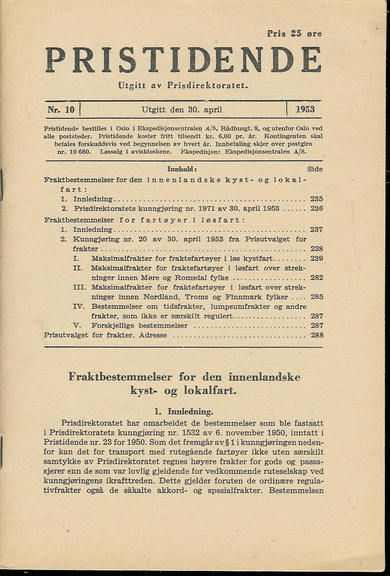 Pris 25 øre
PRISTIDENDE
Utgitt av Prisdirektoratet.
Nr. 10 Utgitt den 30. april 1953
Pristidende bestilles i Oslo i Ekspedisjonsentralen A/S, Rådhusgt. 8, og utenfor Oslo ved
alle poststeder. Pristidende koster fritt tilsendt kr. 6,00 pr. år. Kontingenten skal
betales forskuddsvis ved begynnelsen av hvert år. Innbetaling skjer over postgiro
nr. 10 680. Løssalg i aviskioskene. Ekspedisjon: Ekspedisjonsentralen A/S.
Innhold: Side
Fraktbestemmelser for den innenlandske kyst- og lokal-
fart:
1. Innledning. 235
2. Prisdirektoratets kunngjøring nr. 1971 av 30. april 1953 ...... 236
Fraktbestemmelser for fartøyer i løsfart:
1. Innledning. 237
2. Kunngjøring nr. 20 av 30. april 1953 fra Prisutvalget for
frakter 238
I. Maksimalfrakter for fraktefartøyer i løs kystfart 239
II. Maksimalfrakter for fraktefartøyer i løsfart over strek-
ninger innen Møre og Romsdal fylke 282
III. Maksimalfrakter for fraktefartøyer i løsfart over strek-
ninger innen Nordland, Troms og Finnmark fylker .... 285
IV. Bestemmelser om tidsfrakter, lumpsumfrakter og andre
frakter, som ikke er særskilt regulert 287
V. Forskjellige bestemmelser 287
Prisutvalget for frakter. Adresse 288
Fraktbestemmelser for den innenlandske
kyst- og lokalfart.
1. Innledning.
Prisdirektoratet har omarbeidet de bestemmelser som ble fastsatt
i Prisdirektoratets kunngjøring nr. 1532 av 6. november 1950, inntatt i
Pristidende nr. 23 for 1950. Som det fremgår av § 1 i kunngjøringen neden-
for kan det for transport med rutegående fartøyer ikke uten særskilt
samtykke av Prisdirektoratet regnes høyere frakter for gods og passa-
sjerer enn de som var lovlig gjeldende for vedkommende ruteselskap ved
kunngjøringens ikrafttreden. Dette gjelder foruten de ordinære regula-
tivfrakter også de såkalte akkord- og spesialfrakter. Bestemmelsen